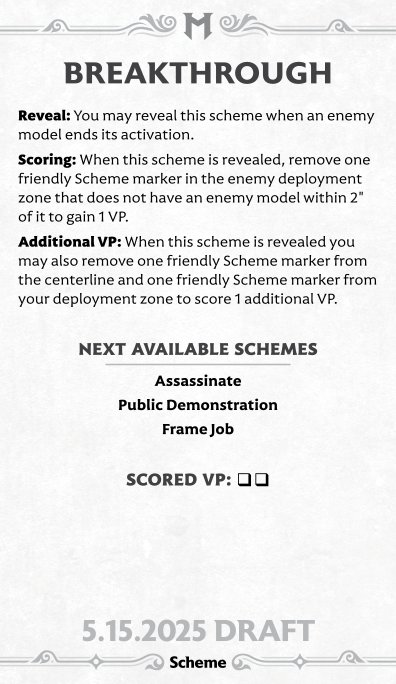 M
BREAKTHROUGH
Reveal: You may reveal this scheme when an enemy
model ends its activation.
Scoring: When this scheme is revealed, remove one
friendly Scheme marker in the enemy deployment
zone that does not have an enemy model within 2"
of it to gain 1 VP.
Additional VP: When this scheme is revealed you
may also remove one friendly Scheme marker from
the centerline and one friendly Scheme marker from
your deployment zone to score 1 additional VP.
NEXT AVAILABLE SCHEMES
Assassinate
Public Demonstration
Frame Job
SCORED VP: ❑❑
5.15.2025 DRAFT
Scheme